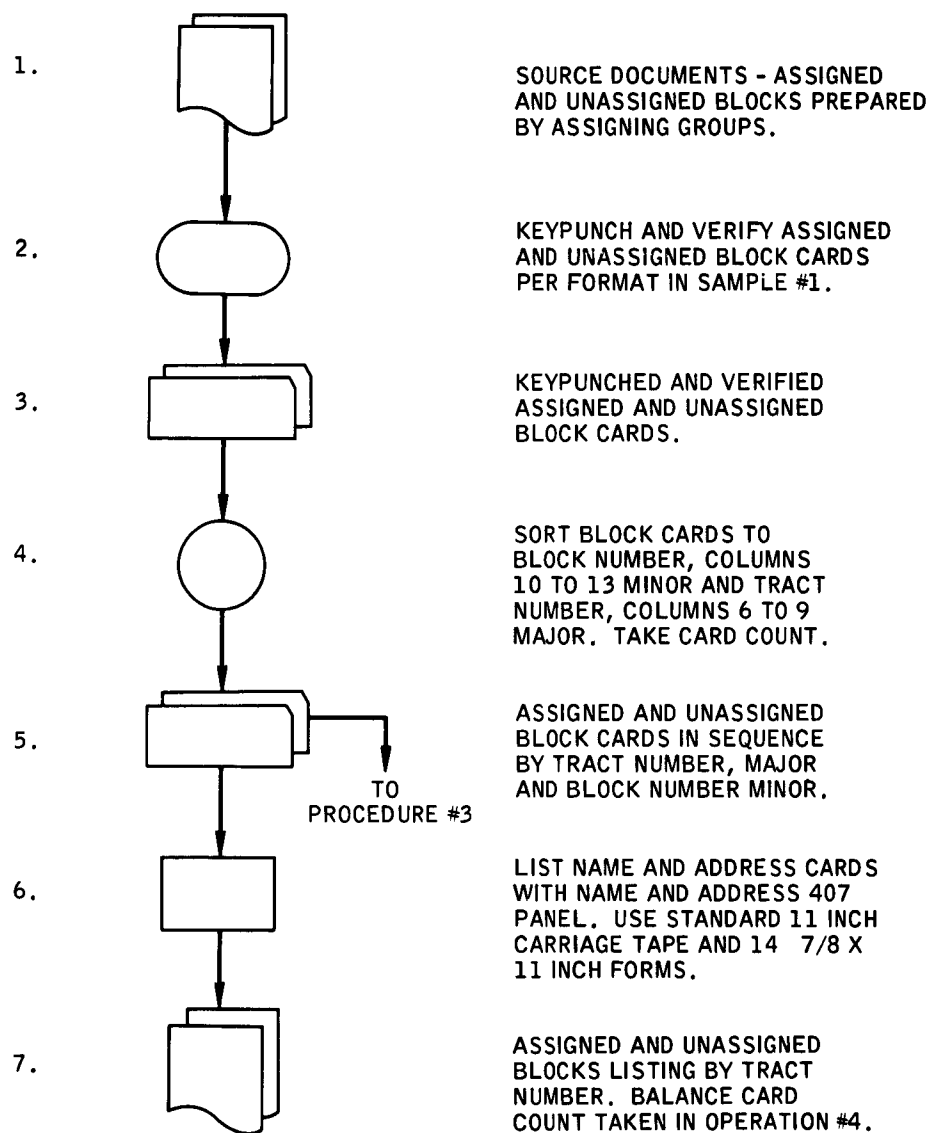 1.
SOURCE DOCUMENTS - ASSIGNED
AND UNASSIGNED BLOCKS PREPARED
BY ASSIGNING GROUPS.
2.
KEYPUNCH AND VERIFY ASSIGNED
AND UNASSIGNED BLOCK CARDS
PER FORMAT IN SAMPLE #1.
3.
KEYPUNCHED AND VERIFIED
ASSIGNED AND UNASSIGNED
BLOCK CARDS.
4.
SORT BLOCK CARDS TO
BLOCK NUMBER, COLUMNS
10 TO 13 MINOR AND TRACT
NUMBER, COLUMNS 6 TO 9
MAJOR. TAKE CARD COUNT.
5.
TO
PROCEDURE #3
ASSIGNED AND UNASSIGNED
BLOCK CARDS IN SEQUENCE
BY TRACT NUMBER, MAJOR
AND BLOCK NUMBER MINOR.
6.
LIST NAME AND ADDRESS CARDS
WITH NAME AND ADDRESS 407
PANEL. USE STANDARD 11 INCH
CARRIAGE TAPE AND 14 7/8 X
11 INCH FORMS.
7.
ASSIGNED AND UNASSIGNED
BLOCKS LISTING BY TRACT
NUMBER. BALANCE CARD
COUNT TAKEN IN OPERATION #4.